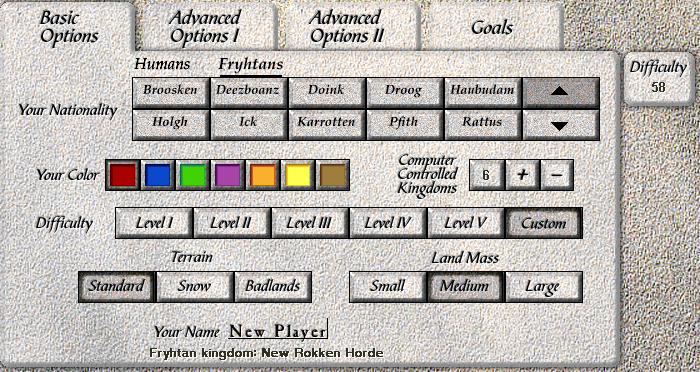 Basic Options
Advanced Options I
Advanced Options II
Goals
Difficulty
58
Humans Fryhtans
Your Nationality
Broosken Deezboanz Doink Droog Haubudam
Holgh Ick Karrotten Pfith Rattus
Your Color
Computer Controlled Kingdoms
6 + −
Difficulty Level I Level II Level III Level IV Level V Custom
Terrain
Standard Snow Badlands
Land Mass
Small Medium Large
Your Name New Player
Fryhtan kingdom: New Rokken Horde